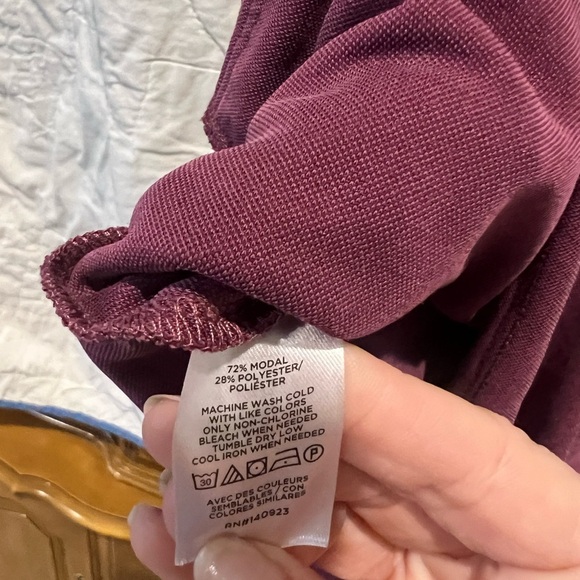 72% MODAL
28% POLYESTER/
POLIÉSTER
MACHINE WASH COLD
WITH LIKE COLORS
ONLY NON-CHLORINE
BLEACH WHEN NEEDED
TUMBLE DRY LOW
COOL IRON WHEN NEEDED
30 P
AVEC DES COULEURS
SEMBLABLES / CON
COLORES SIMILARES
RN#140923